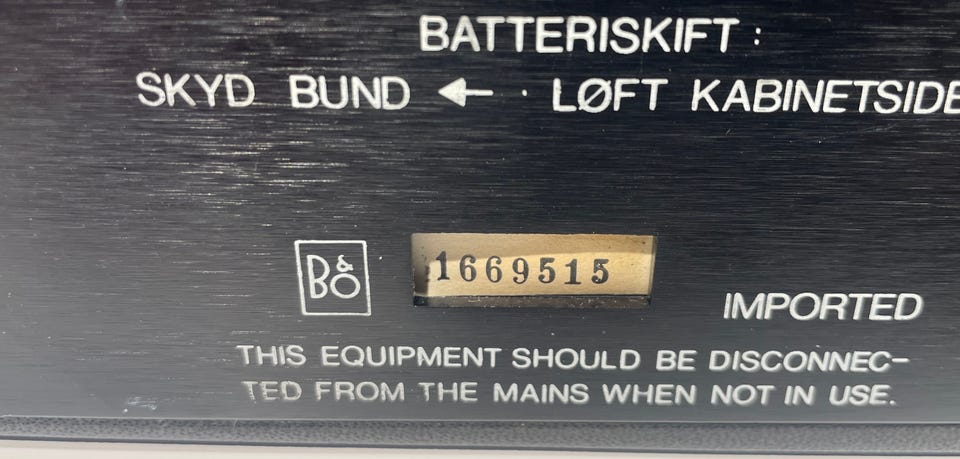 BATTERISKIFT :
SKYD BUND ← · LØFT KABINETSIDE
B&O 1669515
IMPORTED
THIS EQUIPMENT SHOULD BE DISCONNEC-
TED FROM THE MAINS WHEN NOT IN USE.